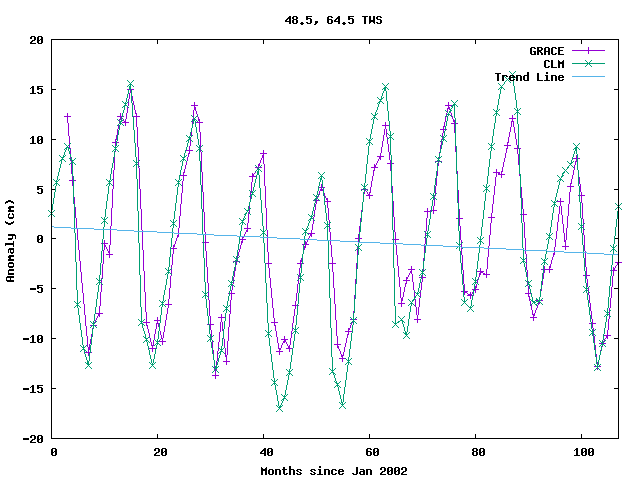 48.5, 64.5 TWS
GRACE
CLM
Trend Line
20
15
10
5
0
-5
-10
-15
-20
Anomaly (cm)
0 20 40 60 80 100
Months since Jan 2002